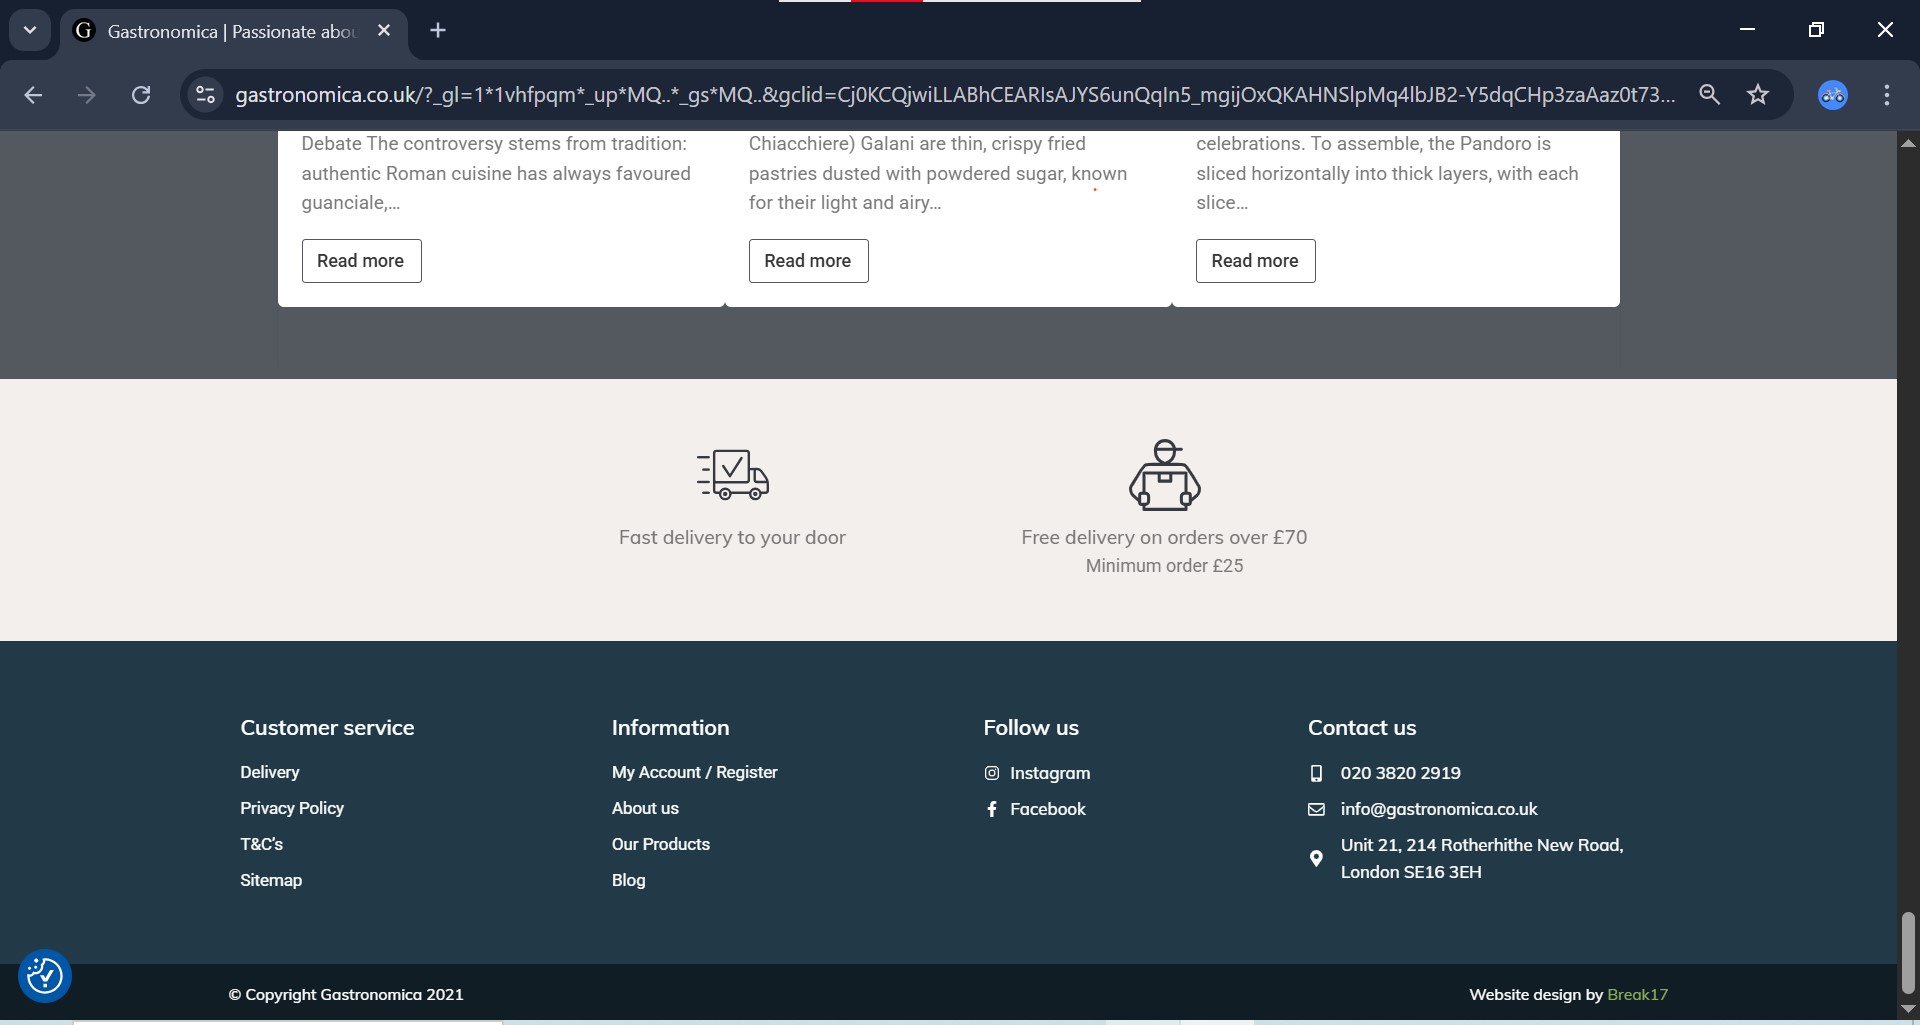 Gastronomica | Passionate abou
gastronomica.co.uk/?_gl=1*1vhfpqm*_up*MQ..*_gs*MQ..&gclid=Cj0KCQjwiLLABhCEARIsAJYS6unQqIn5_mgijOxQKAHNSlpMq4lbJB2-Y5dqCHp3zaAaz0t73...
Debate The controversy stems from tradition:
authentic Roman cuisine has always favoured
guanciale,...
Read more
Chiacchiere) Galani are thin, crispy fried
pastries dusted with powdered sugar, known
for their light and airy...
Read more
celebrations. To assemble, the Pandoro is
sliced horizontally into thick layers, with each
slice...
Read more
Fast delivery to your door
Free delivery on orders over £70
Minimum order £25
Customer service
Delivery
Privacy Policy
T&C's
Sitemap
Information
My Account / Register
About us
Our Products
Blog
Follow us
Instagram
Facebook
Contact us
020 3820 2919
info@gastronomica.co.uk
Unit 21, 214 Rotherhithe New Road,
London SE16 3EH
© Copyright Gastronomica 2021
Website design by Break17